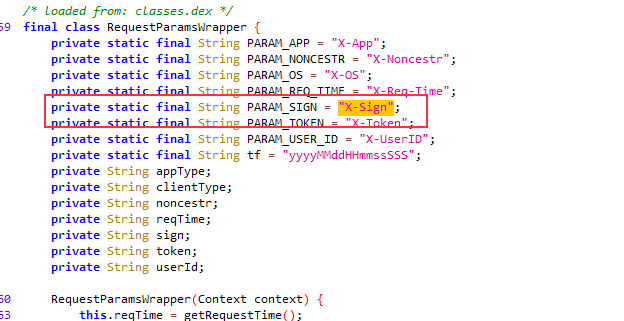 /* loaded from: classes.dex */
59 final class RequestParamsWrapper {
private static final String PARAM_APP = "X-App";
private static final String PARAM_NONCESTR = "X-Noncestr";
private static final String PARAM_OS = "X-OS";
private static final String PARAM_REQ_TIME = "X-Req-Time";
private static final String PARAM_SIGN = "X-Sign";
private static final String PARAM_TOKEN = "X-Token";
private static final String PARAM_USER_ID = "X-UserID";
private static final String tf = "yyyyMMddHHmmssSSS";
private String appType;
private String clientType;
private String noncestr;
private String reqTime;
private String sign;
private String token;
private String userId;
60 RequestParamsWrapper(Context context) {
63 this.reqTime = getRequestTime();